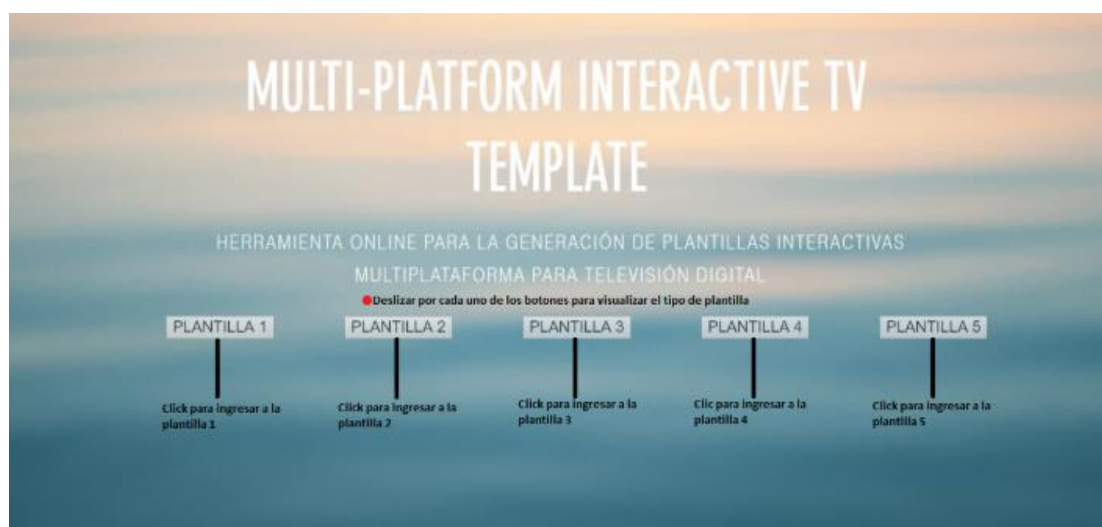 MULTI-PLATFORM INTERACTIVE TV
TEMPLATE
HERRAMIENTA ONLINE PARA LA GENERACIÓN DE PLANTILLAS INTERACTIVAS
MULTIPLATAFORMA PARA TELEVISIÓN DIGITAL
Deslizar por cada uno de los botones para visualizar el tipo de plantilla
PLANTILLA 1
PLANTILLA 2
PLANTILLA 3
PLANTILLA 4
PLANTILLA 5
Click para ingresar a la
plantilla 1
Click para ingresar a la
plantilla 2
Click para ingresar a la
plantilla 3
Clic para ingresar a la
plantilla 4
Click para ingresar a la
plantilla 5